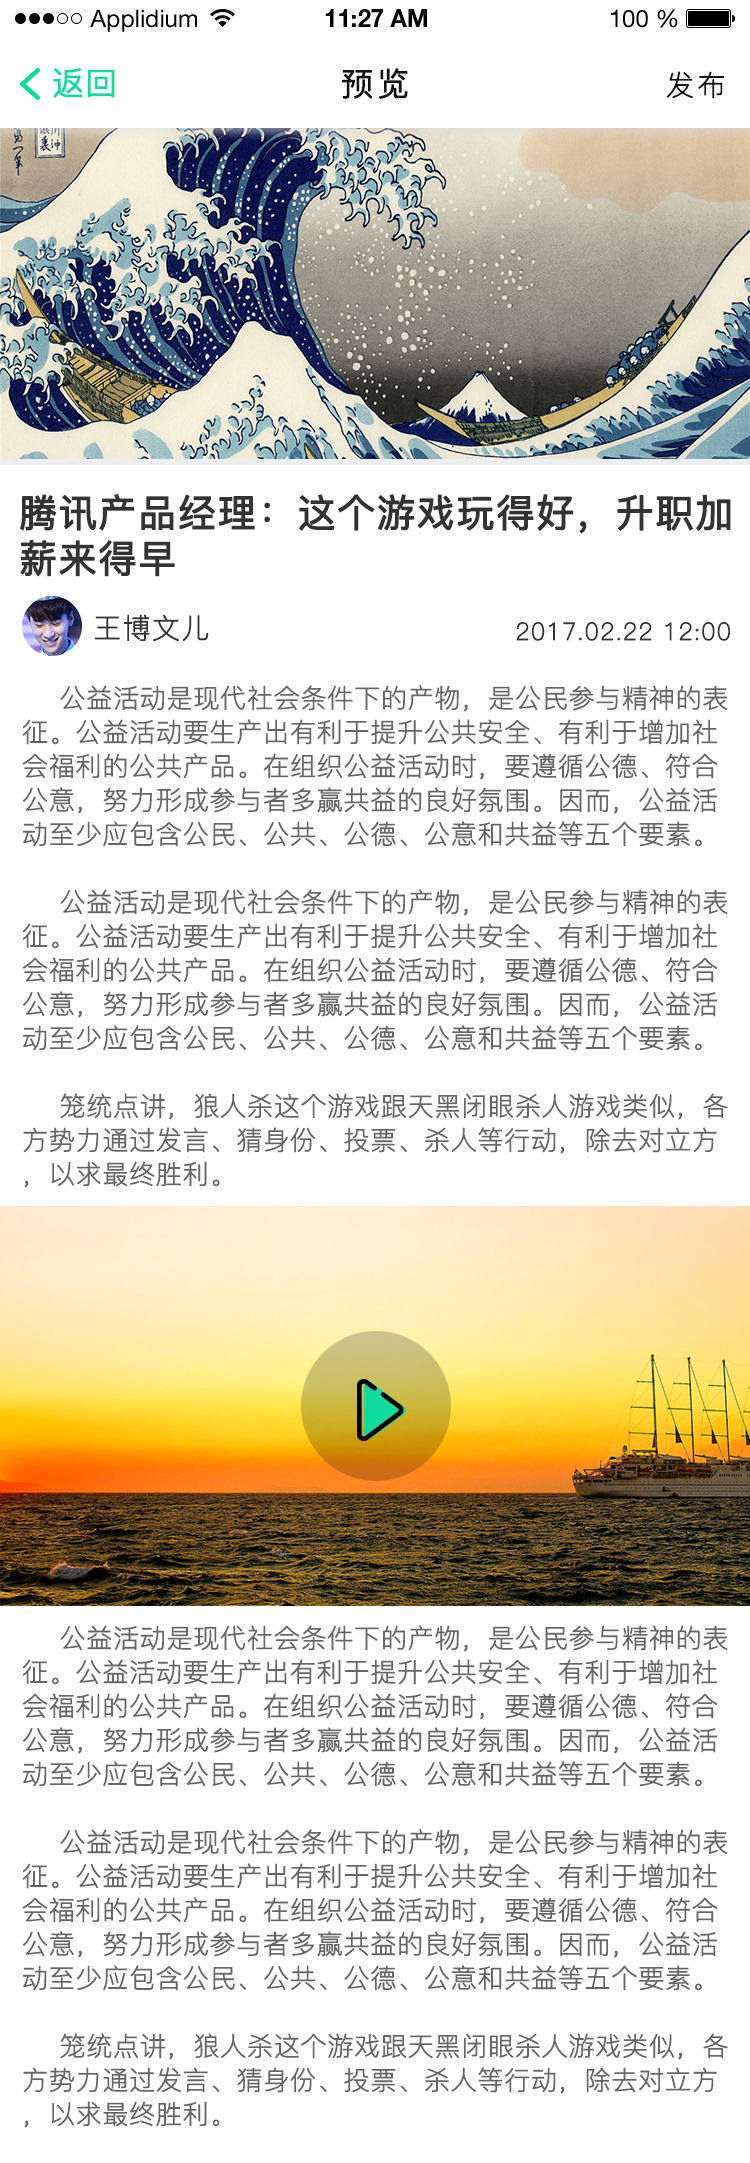 Applidium 11:27 AM 100 %
返回 预览 发布
腾讯产品经理：这个游戏玩得好，升职加
薪来得早
王博文儿 2017.02.22 12:00
公益活动是现代社会条件下的产物，是公民参与精神的表
征。公益活动要生产出有利于提升公共安全、有利于增加社
会福利的公共产品。在组织公益活动时，要遵循公德、符合
公意，努力形成参与者多赢共益的良好氛围。因而，公益活
动至少应包含公民、公共、公德、公意和共益等五个要素。
公益活动是现代社会条件下的产物，是公民参与精神的表
征。公益活动要生产出有利于提升公共安全、有利于增加社
会福利的公共产品。在组织公益活动时，要遵循公德、符合
公意，努力形成参与者多赢共益的良好氛围。因而，公益活
动至少应包含公民、公共、公德、公意和共益等五个要素。
笼统点讲，狼人杀这个游戏跟天黑闭眼杀人游戏类似，各
方势力通过发言、猜身份、投票、杀人等行动，除去对立方
，以求最终胜利。
公益活动是现代社会条件下的产物，是公民参与精神的表
征。公益活动要生产出有利于提升公共安全、有利于增加社
会福利的公共产品。在组织公益活动时，要遵循公德、符合
公意，努力形成参与者多赢共益的良好氛围。因而，公益活
动至少应包含公民、公共、公德、公意和共益等五个要素。
公益活动是现代社会条件下的产物，是公民参与精神的表
征。公益活动要生产出有利于提升公共安全、有利于增加社
会福利的公共产品。在组织公益活动时，要遵循公德、符合
公意，努力形成参与者多赢共益的良好氛围。因而，公益活
动至少应包含公民、公共、公德、公意和共益等五个要素。
笼统点讲，狼人杀这个游戏跟天黑闭眼杀人游戏类似，各
方势力通过发言、猜身份、投票、杀人等行动，除去对立方
，以求最终胜利。